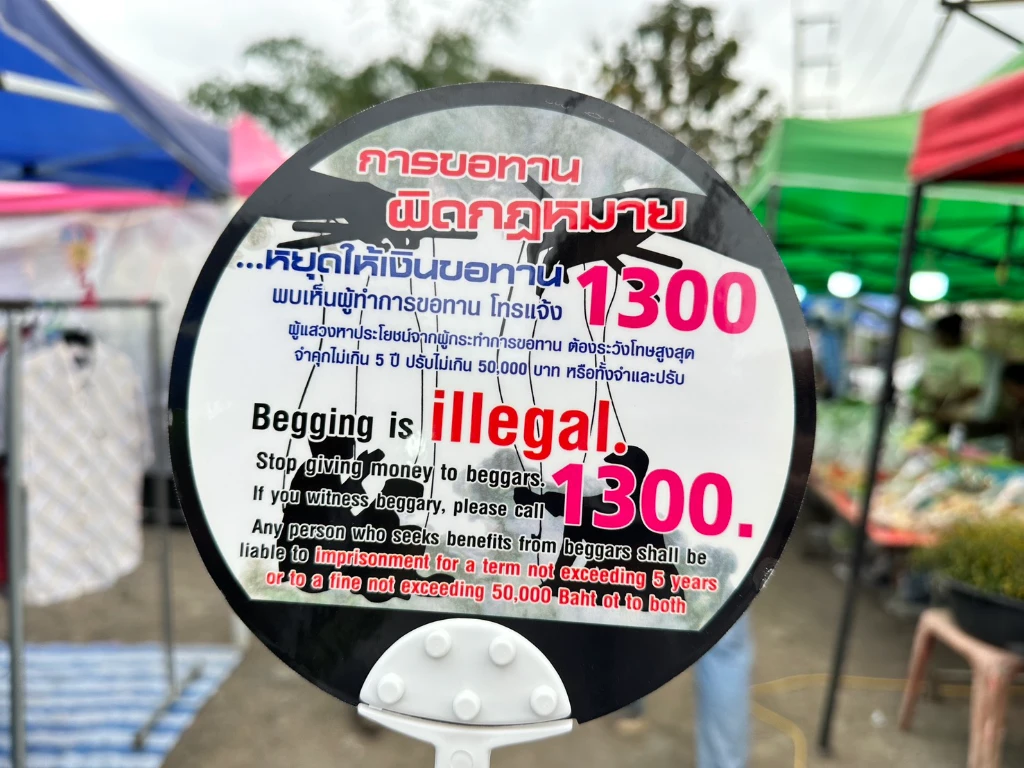 การขอทาน
ผิดกฎหมาย
...หยุดให้เงินขอทาน
พบเห็นผู้ทำการขอทาน โทรแจ้ง 1300
ผู้แสวงหาประโยชน์จากผู้กระทำการขอทาน ต้องระวังโทษสูงสุด
จำคุกไม่เกิน 5 ปี ปรับไม่เกิน 50,000 บาท หรือทั้งจำและปรับ
Begging is illegal.
Stop giving money to beggars.
If you witness beggary, please call 1300.
Any person who seeks benefits from beggars shall be
liable to imprisonment for a term not exceeding 5 years
or to a fine not exceeding 50,000 Baht ot to both